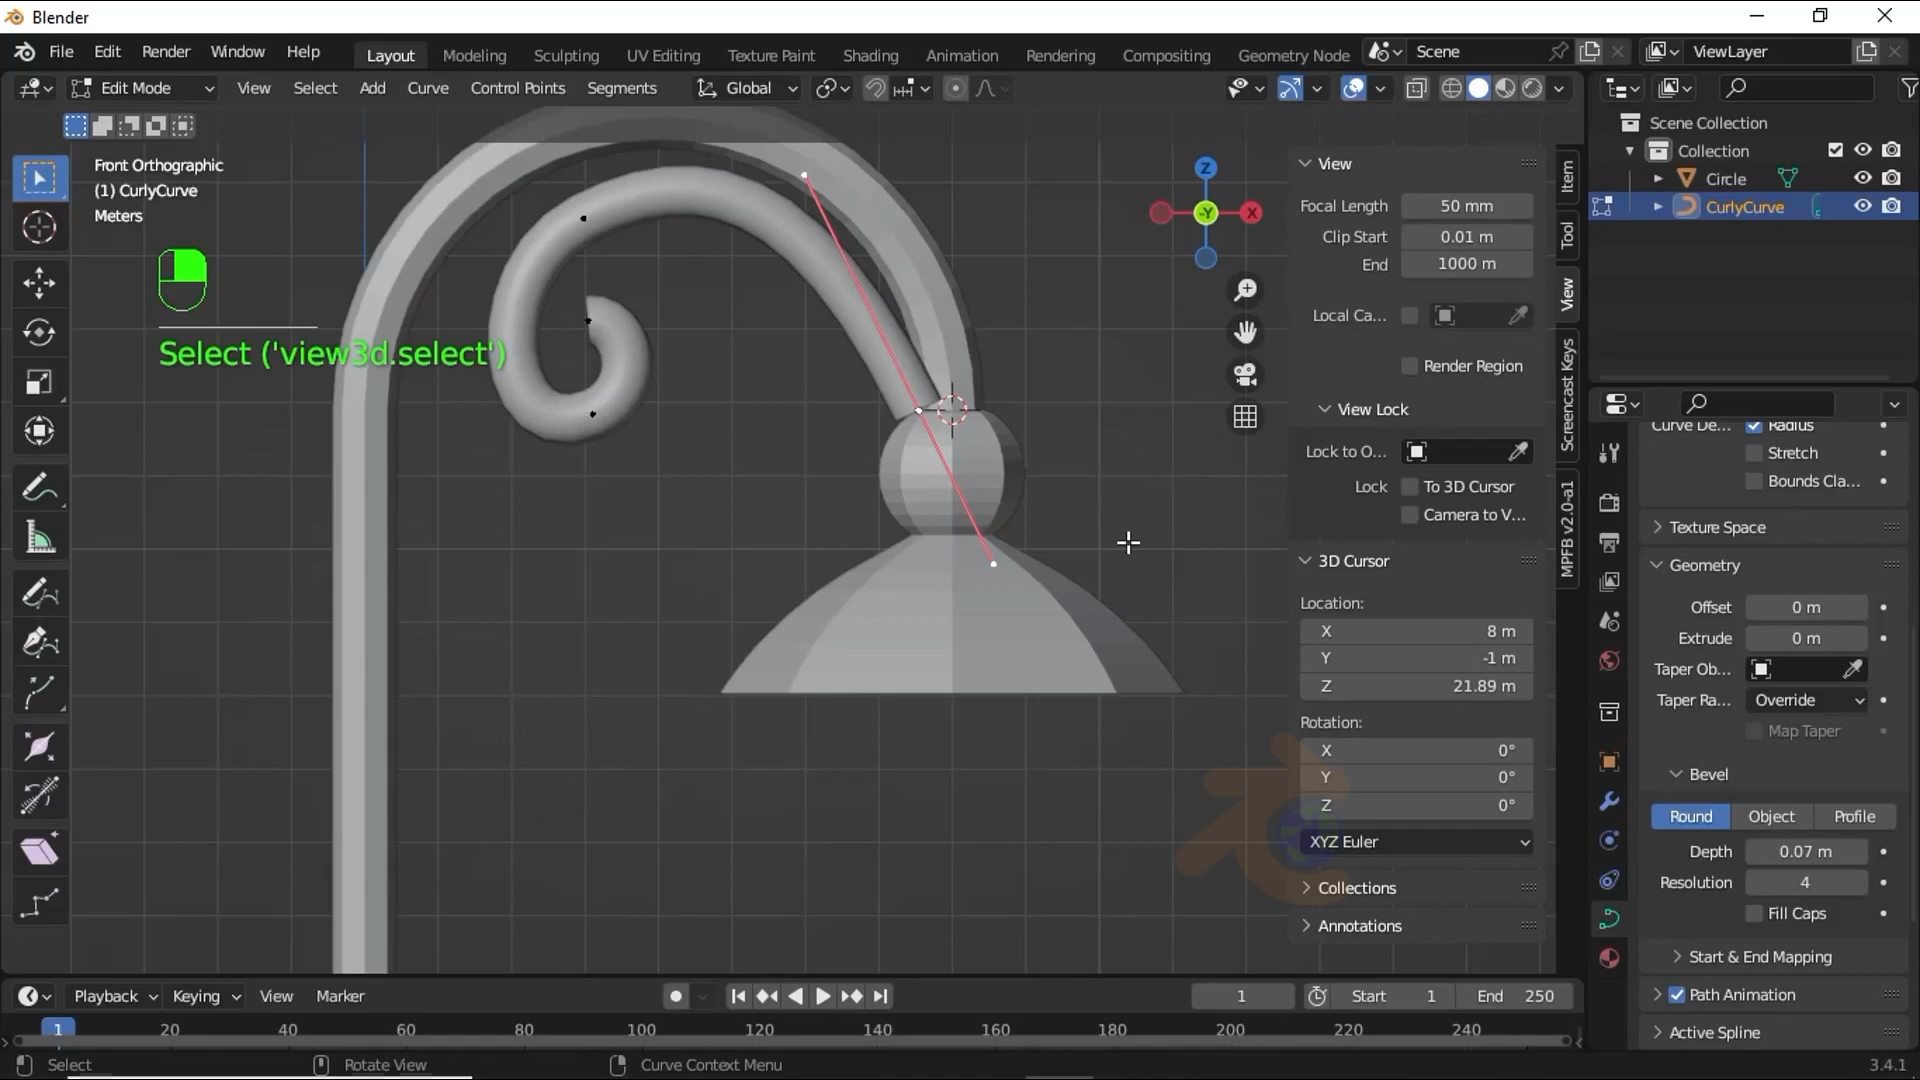 Blender
File Edit Render Window Help Layout Modeling Sculpting UV Editing Texture Paint Shading Animation Rendering Compositing Geometry Node Scene ViewLayer
Edit Mode View Select Add Curve Control Points Segments Global
Front Orthographic
(1) CurlyCurve
Meters
Select ('view3d.select')
Z
-Y
X
View
Focal Length 50 mm
Clip Start 0.01 m
End 1000 m
Local Ca...
Render Region
View Lock
Lock to O...
Lock To 3D Cursor
Camera to V...
3D Cursor
Location:
X 8 m
Y -1 m
Z 21.89 m
Rotation:
X 0°
Y 0°
Z 0°
XYZ Euler
Collections
Annotations
Item
Tool
View
Screencast Keys
MPFB v2.0-a1
Scene Collection
Collection
Circle
CurlyCurve
Curve De... Radius
Stretch
Bounds Cla...
Texture Space
Geometry
Offset 0 m
Extrude 0 m
Taper Ob...
Taper Ra... Override
Map Taper
Bevel
Round Object Profile
Depth 0.07 m
Resolution 4
Fill Caps
Start & End Mapping
Path Animation
Active Spline
Playback Keying View Marker 1 Start 1 End 250
1 20 40 60 80 100 120 140 160 180 200 220 240
Select Rotate View Curve Context Menu 3.4.1